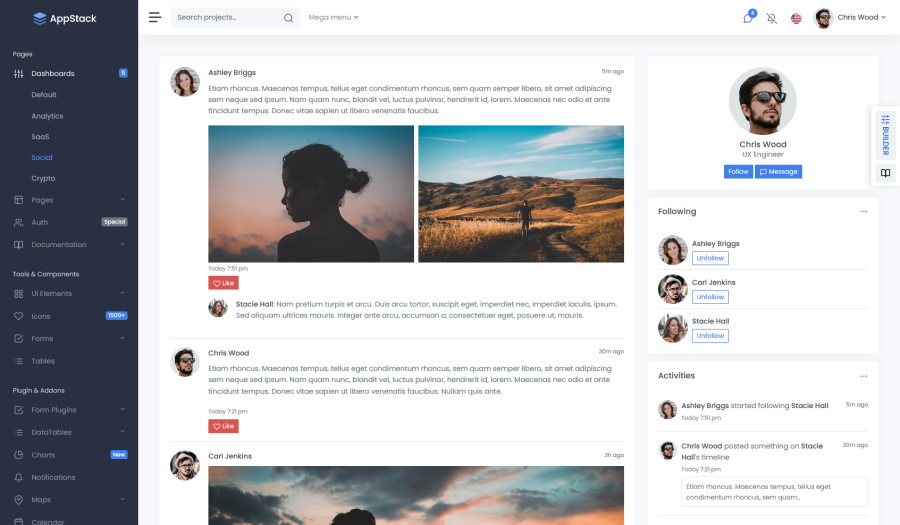 AppStack
Search projects...
Mega menu
4
Chris Wood
Pages
Dashboards
5
Default
Analytics
SaaS
Social
Crypto
Pages
Auth
Special
Documentation
Tools & Components
UI Elements
Icons
1500+
Forms
Tables
Plugin & Addons
Form Plugins
DataTables
Charts
New
Notifications
Maps
Calendar
Ashley Briggs
5m ago
Etiam rhoncus. Maecenas tempus, tellus eget condimentum rhoncus, sem quam semper libero, sit amet adipiscing
sem neque sed ipsum. Nam quam nunc, blandit vel, luctus pulvinar, hendrerit id, lorem. Maecenas nec odio et ante
tincidunt tempus. Donec vitae sapien ut libero venenatis faucibus.
Today 7:51 pm
Like
Stacie Hall: Nam pretium turpis et arcu. Duis arcu tortor, suscipit eget, imperdiet nec, imperdiet iaculis, ipsum.
Sed aliquam ultrices mauris. Integer ante arcu, accumsan a, consectetuer eget, posuere ut, mauris.
Chris Wood
30m ago
Etiam rhoncus. Maecenas tempus, tellus eget condimentum rhoncus, sem quam semper libero, sit amet adipiscing
sem neque sed ipsum. Nam quam nunc, blandit vel, luctus pulvinar, hendrerit id, lorem. Maecenas nec odio et ante
tincidunt tempus. Donec vitae sapien ut libero venenatis faucibus. Nullam quis ante.
Today 7:21 pm
Like
Carl Jenkins
3h ago
Chris Wood
UX Engineer
Follow
Message
BUILDER
Following
Ashley Briggs
Unfollow
Carl Jenkins
Unfollow
Stacie Hall
Unfollow
Activities
Ashley Briggs started following Stacie Hall
5m ago
Today 7:51 pm
Chris Wood posted something on Stacie
30m ago
Hall's timeline
Today 7:21 pm
Etiam rhoncus. Maecenas tempus, tellus eget
condimentum rhoncus, sem quam...